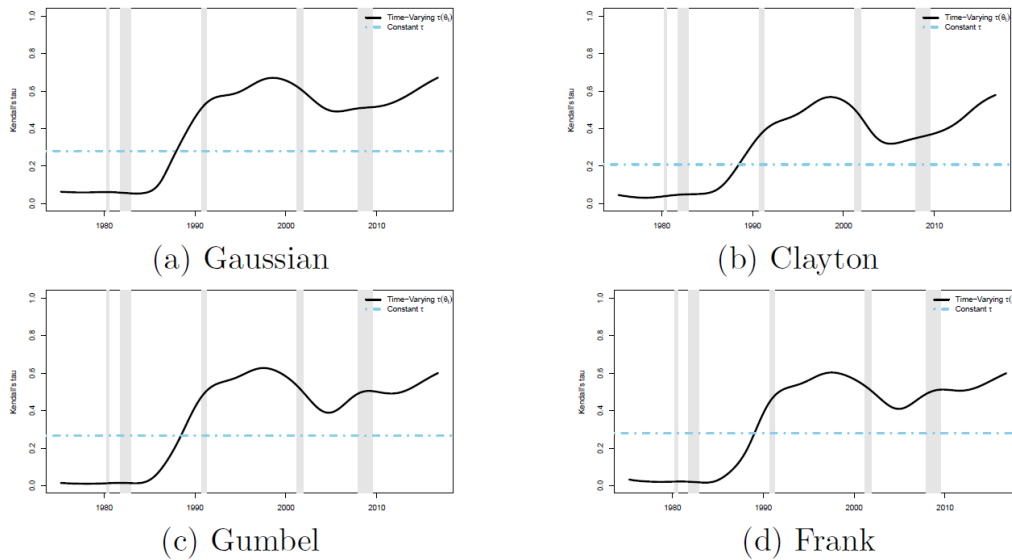 1.0
0.8
0.6
0.4
0.2
0.0
Kendall's tau
Time-Varying τ(θt)
Constant τ
1980
1990
2000
2010
(a) Gaussian
1.0
0.8
0.6
0.4
0.2
0.0
Kendall's tau
Time-Varying τ(θt)
Constant τ
1980
1990
2000
2010
(b) Clayton
1.0
0.8
0.6
0.4
0.2
0.0
Kendall's tau
Time-Varying τ(θt)
Constant τ
1980
1990
2000
2010
(c) Gumbel
1.0
0.8
0.6
0.4
0.2
0.0
Kendall's tau
Time-Varying τ(
Constant τ
1980
1990
2000
2010
(d) Frank